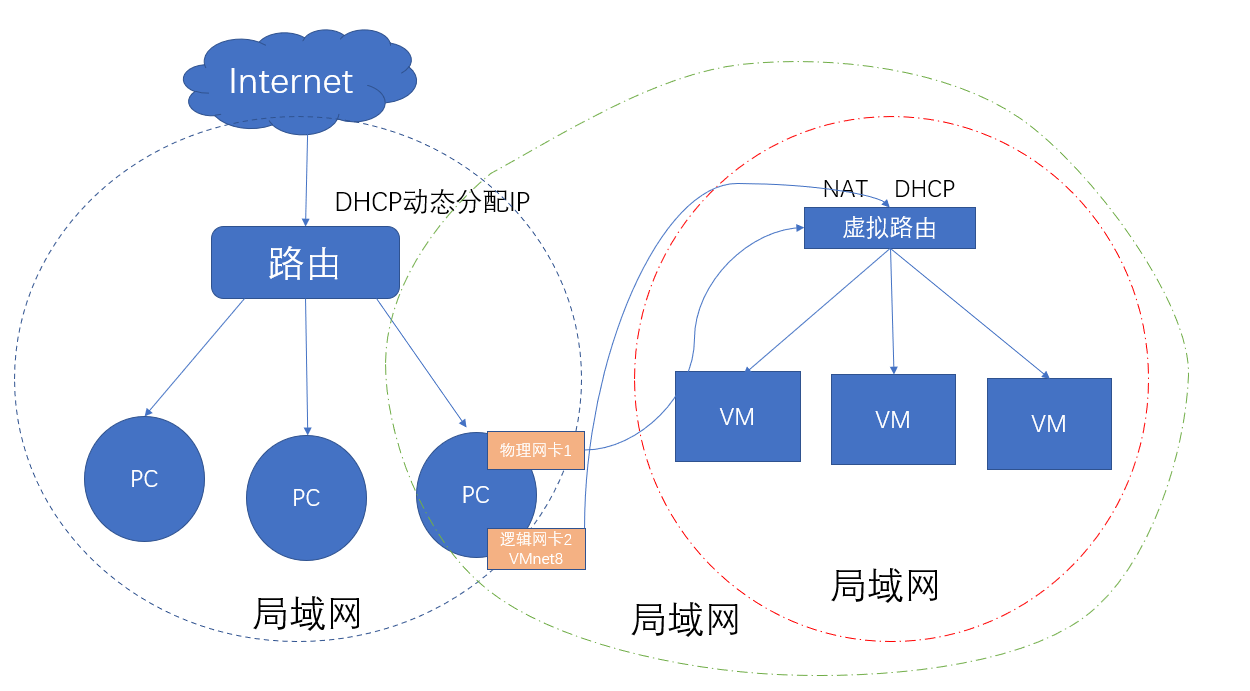 Internet
DHCP动态分配IP
NAT DHCP
虚拟路由
路由
VM
VM
VM
物理网卡1
PC
PC
PC
逻辑网卡2
VMnet8
局域网
局域网
局域网